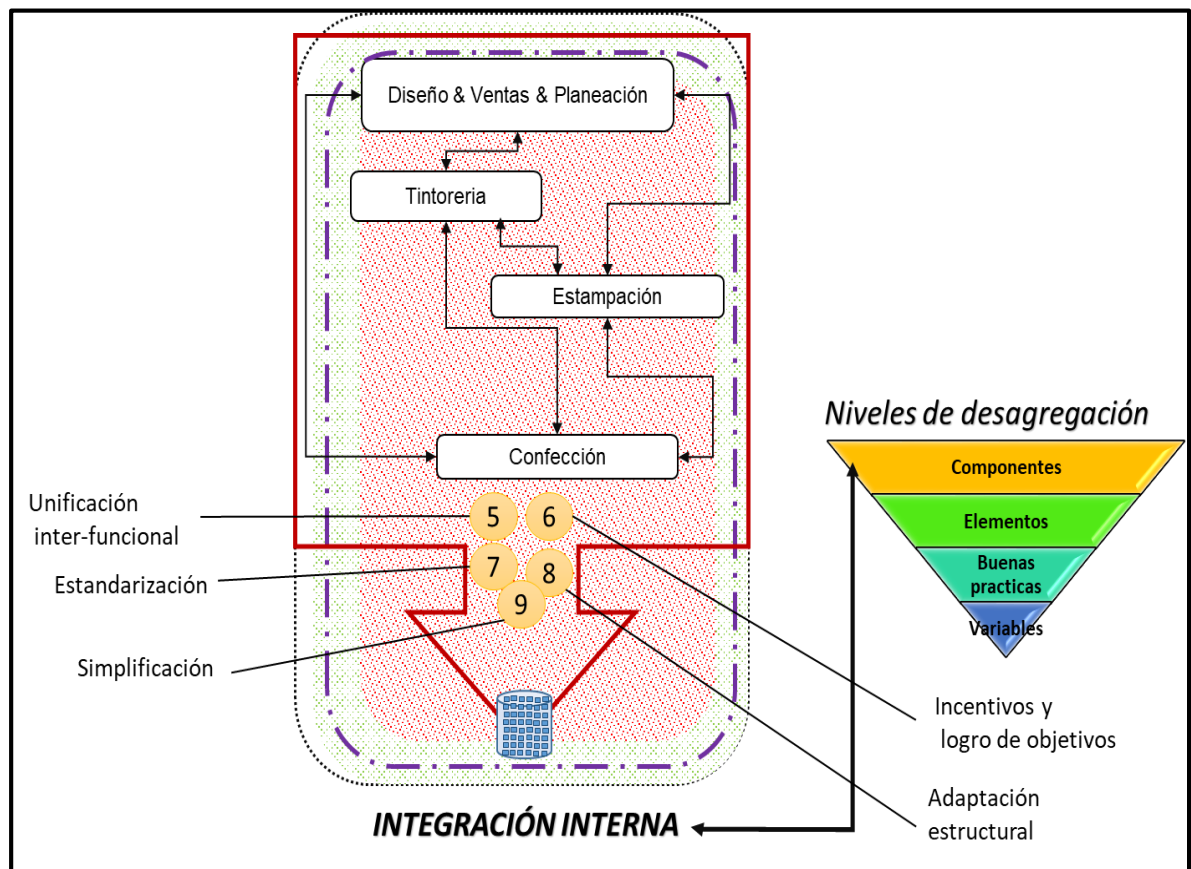 Diseño & Ventas & Planeación
Tintoreria
Estampación
Confección
Niveles de desagregación
Componentes
Elementos
Buenas
practicas
Variables
Unificación
inter-funcional
Estandarización
Simplificación
5
6
7
8
9
Incentivos y
logro de objetivos
Adaptación
estructural
INTEGRACIÓN INTERNA